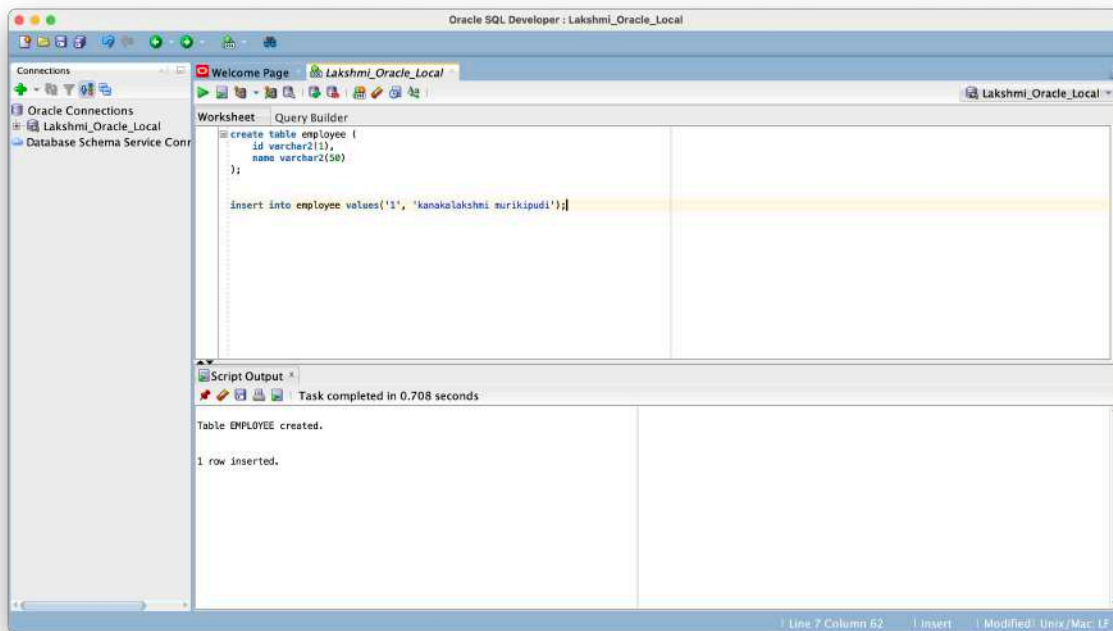 Oracle SQL Developer : Lakshmi_Oracle_Local
Connections
Oracle Connections
Lakshmi_Oracle_Local
Database Schema Service Conr
Welcome Page
Lakshmi_Oracle_Local
Lakshmi_Oracle_Local
Worksheet Query Builder
create table employee (
id varchar2(1),
name varchar2(50)
);
insert into employee values('1', 'kanakalakshmi murikipudi');
Script Output
Task completed in 0.708 seconds
Table EMPLOYEE created.
1 row inserted.
Line 7 Column 62 Insert Modified Unix/Mac: LF